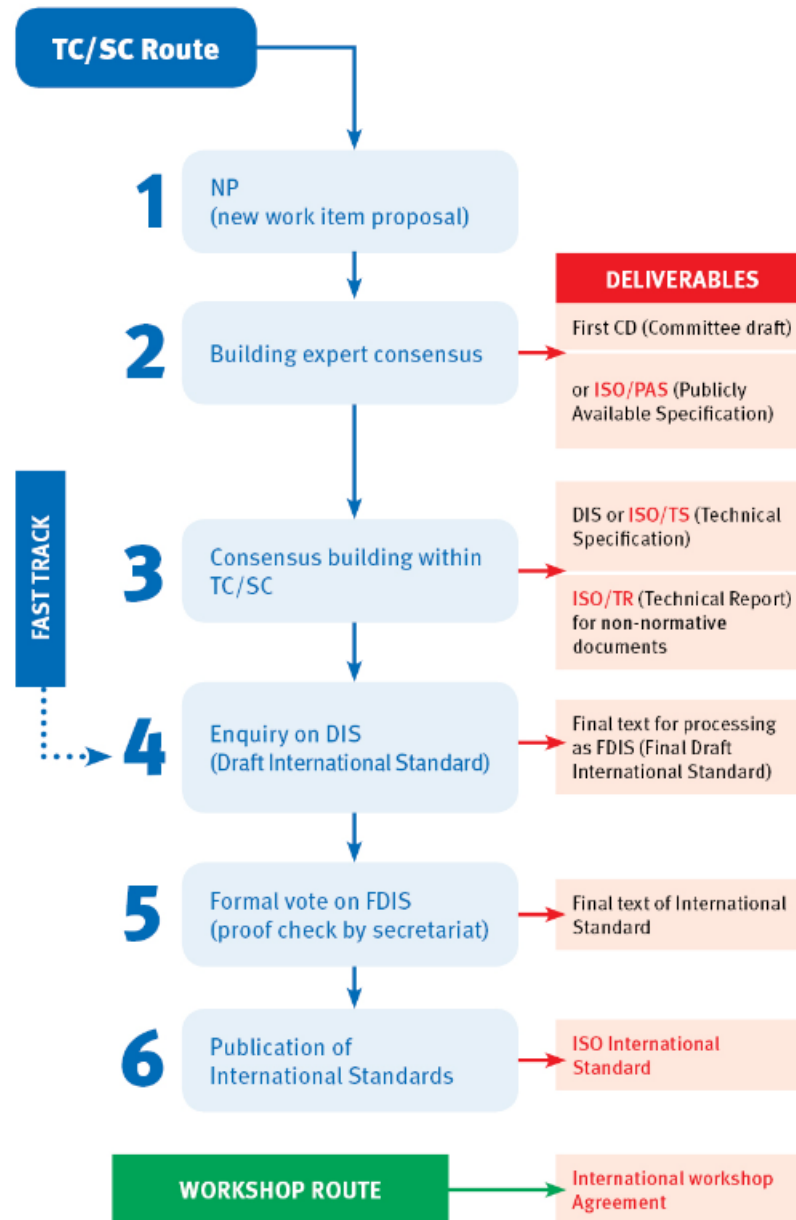 TC/SC Route
1
NP
(new work item proposal)
DELIVERABLES
2
Building expert consensus
First CD (Committee draft)
or ISO/PAS (Publicly
Available Specification)
FAST TRACK
3
Consensus building within
TC/SC
DIS or ISO/TS (Technical
Specification)
ISO/TR (Technical Report)
for non-normative
documents
4
Enquiry on DIS
(Draft International Standard)
Final text for processing
as FDIS (Final Draft
International Standard)
5
Formal vote on FDIS
(proof check by secretariat)
Final text of International
Standard
6
Publication of
International Standards
ISO International
Standard
WORKSHOP ROUTE
International workshop
Agreement